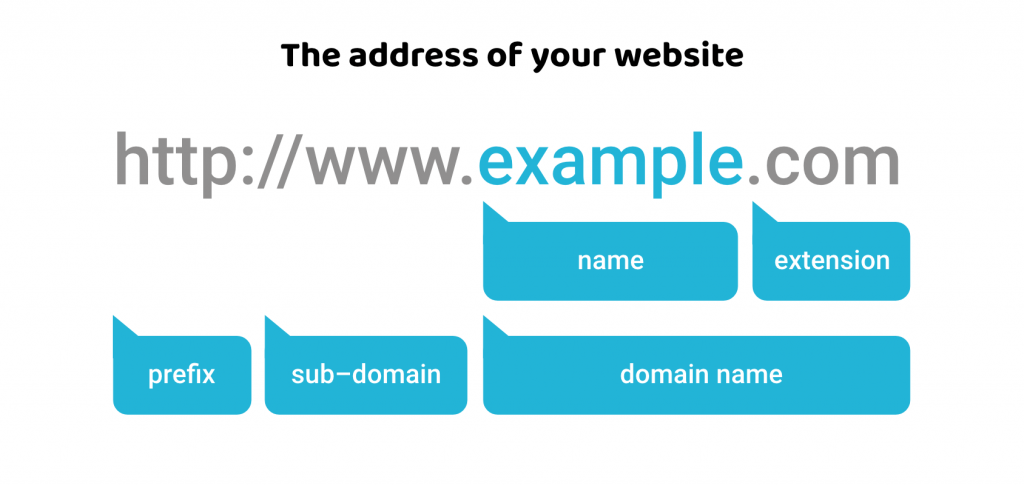 The address of your website
http://www.example.com
name
extension
prefix
sub-domain
domain name